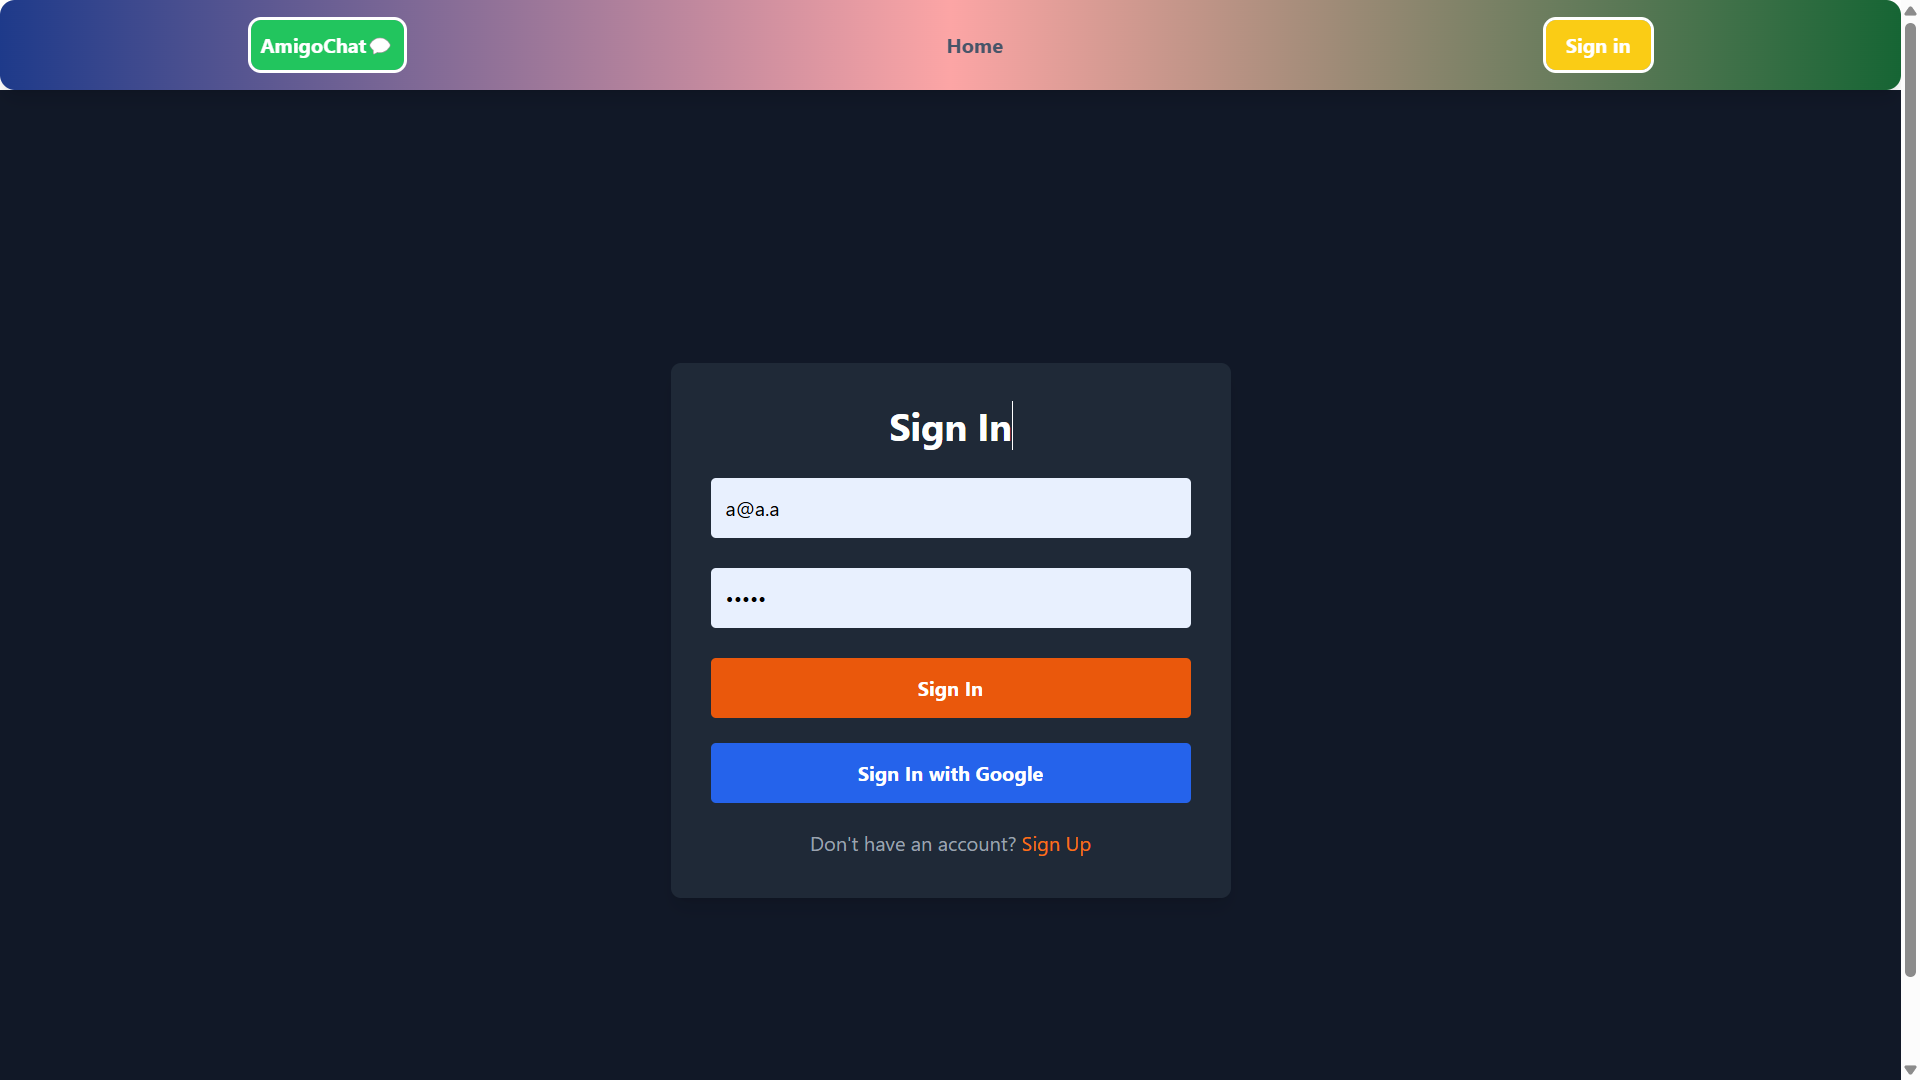 AmigoChat
Home
Sign in
Sign In
a@a.a
•••••
Sign In
Sign In with Google
Don't have an account? Sign Up